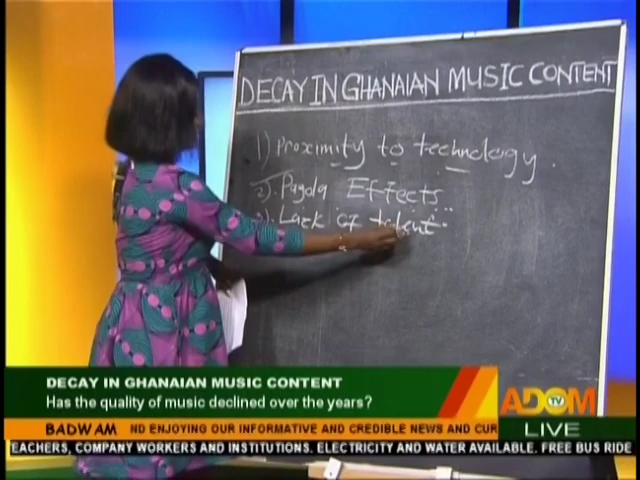 DECAY IN GHANAIAN MUSIC CONTENT
1) Proximity to technology.
2). Payola Effects
3). Lack of talent.
DECAY IN GHANAIAN MUSIC CONTENT
Has the quality of music declined over the years?
ADOM TV
LIVE
BADWAM ND ENJOYING OUR INFORMATIVE AND CREDIBLE NEWS AND CUR
EACHERS, COMPANY WORKERS AND INSTITUTIONS. ELECTRICITY AND WATER AVAILABLE. FREE BUS RIDE